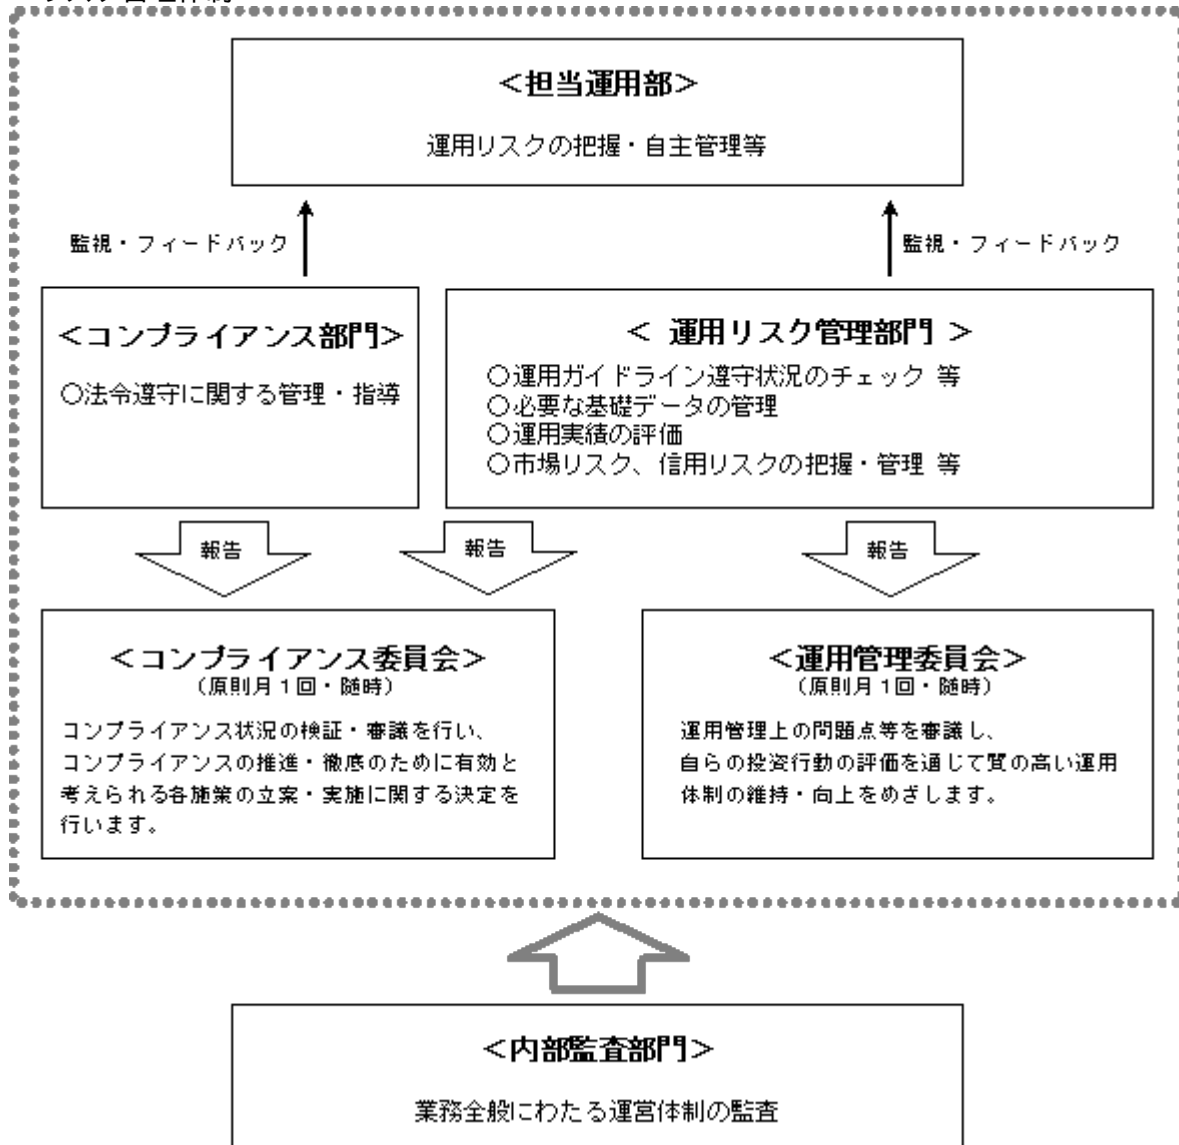 ＜担当運用部＞
運用リスクの把握・自主管理等
監視・フィードバック
監視・フィードバック
＜コンプライアンス部門＞
○法令遵守に関する管理・指導
＜ 運用リスク管理部門 ＞
○運用ガイドライン遵守状況のチェック 等
○必要な基礎データの管理
○運用実績の評価
○市場リスク、信用リスクの把握・管理 等
報告
報告
報告
＜コンプライアンス委員会＞
（原則月１回・随時）
コンプライアンス状況の検証・審議を行い、
コンプライアンスの推進・徹底のために有効と
考えられる各施策の立案・実施に関する決定を
行います。
＜運用管理委員会＞
（原則月１回・随時）
運用管理上の問題点等を審議し、
自らの投資行動の評価を通じて質の高い運用
体制の維持・向上をめざします。
＜内部監査部門＞
業務全般にわたる運営体制の監査